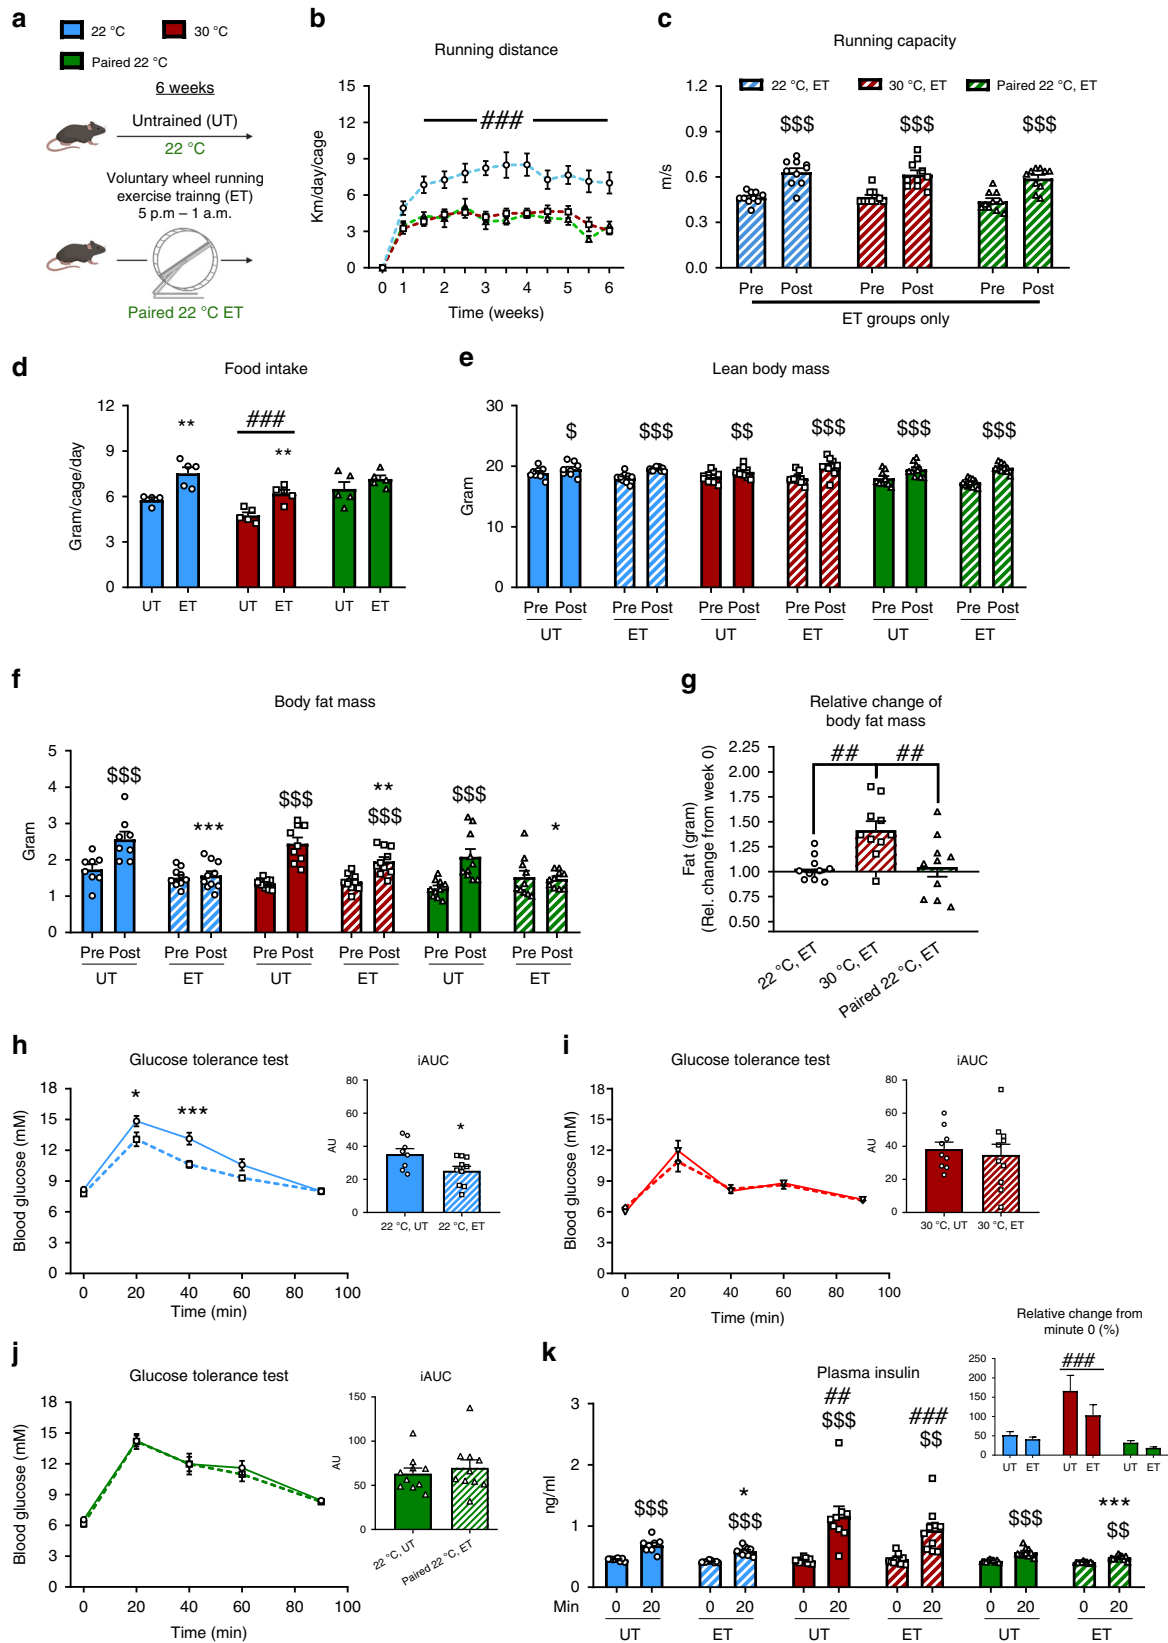 a
22 °C
30 °C
Paired 22 °C
6 weeks
Untrained (UT)
22 °C
Voluntary wheel running
exercise trainng (ET)
5 p.m – 1 a.m.
Paired 22 °C ET
b
Running distance
Km/day/cage
15
12
9
6
3
0
###
0 1 2 3 4 5 6
Time (weeks)
c
Running capacity
22 °C, ET
30 °C, ET
Paired 22 °C, ET
m/s
1.2
0.9
0.6
0.3
0.0
$$$ $$$ $$$
Pre Post Pre Post Pre Post
ET groups only
d
Food intake
Gram/cage/day
12
9
6
3
0
**
###
**
UT ET UT ET UT ET
e
Lean body mass
Gram
30
20
10
0
$ $$$ $$ $$$ $$$ $$$
Pre Post Pre Post Pre Post Pre Post Pre Post Pre Post
UT ET UT ET UT ET
f
Body fat mass
Gram
5
4
3
2
1
0
$$$ *** $$$ ** $$$ $$$ *
Pre Post Pre Post Pre Post Pre Post Pre Post Pre Post
UT ET UT ET UT ET
g
Relative change of
body fat mass
Fat (gram)
(Rel. change from week 0)
2.25
2.00
1.75
1.50
1.25
1.00
0.75
0.50
## ##
22 °C, ET
30 °C, ET
Paired 22 °C, ET
h
Glucose tolerance test
Blood glucose (mM)
18
15
12
9
6
3
0
* ***
0 20 40 60 80 100
Time (min)
iAUC
AU
80
60
40
20
0
*
22 °C, UT 22 °C, ET
i
Glucose tolerance test
Blood glucose (mM)
18
15
12
9
6
3
0
0 20 40 60 80 100
Time (min)
iAUC
AU
80
60
40
20
0
30 °C, UT 30 °C, ET
j
Glucose tolerance test
Blood glucose (mM)
18
15
12
9
6
3
0
0 20 40 60 80 100
Time (min)
iAUC
AU
150
100
50
0
22 °C, UT
Paired 22 °C, ET
k
Plasma insulin
ng/ml
3
2
1
0
$$$
*
$$$
##
$$$
###
$$
$$$
***
$$
Min
0 20 0 20 0 20 0 20 0 20 0 20
UT ET UT ET UT ET
Relative change from
minute 0 (%)
250
200
150
100
50
0
###
UT ET UT ET UT ET